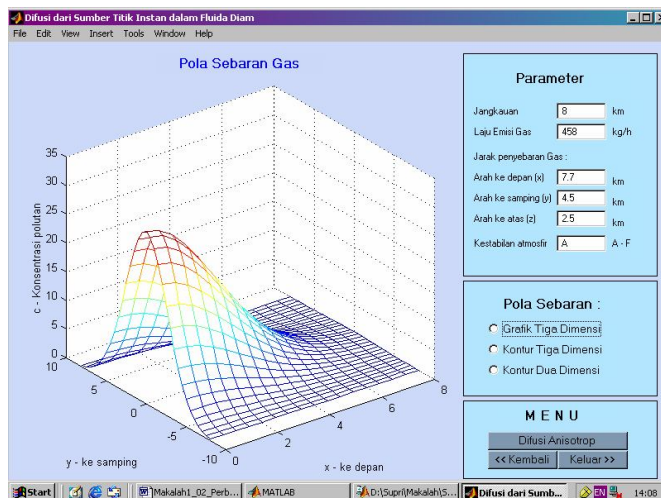 Difusi dari Sumber Titik Instan dalam Fluida Diam
File Edit View Insert Tools Window Help
Pola Sebaran Gas
35
30
25
20
15
10
5
0
c - Konsentrasi polutan
10
5
0
-5
-10
y - ke samping
0
2
4
6
8
x - ke depan
Parameter
Jangkauan 8 km
Laju Emisi Gas 458 kg/h
Jarak penyebaran Gas :
Arah ke depan (x) 7.7 km
Arah ke samping (y) 4.5 km
Arah ke atas (z) 2.5 km
Kestabilan atmosfir A A - F
Pola Sebaran :
Grafik Tiga Dimensi
Kontur Tiga Dimensi
Kontur Dua Dimensi
M E N U
Difusi Anisotrop
<< Kembali Keluar >>
Start Makalah1_02_Perb... MATLAB D:\Supri\Makalah\S... Difusi dari Sumb... EN 14:08